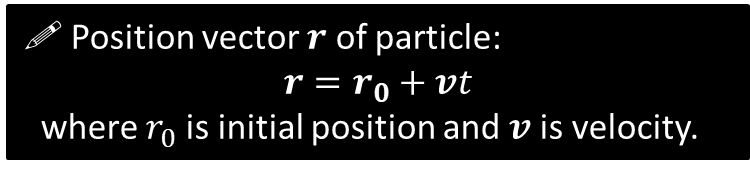 Position vector r of particle:
r = r₀ + vt
where r₀ is initial position and v is velocity.